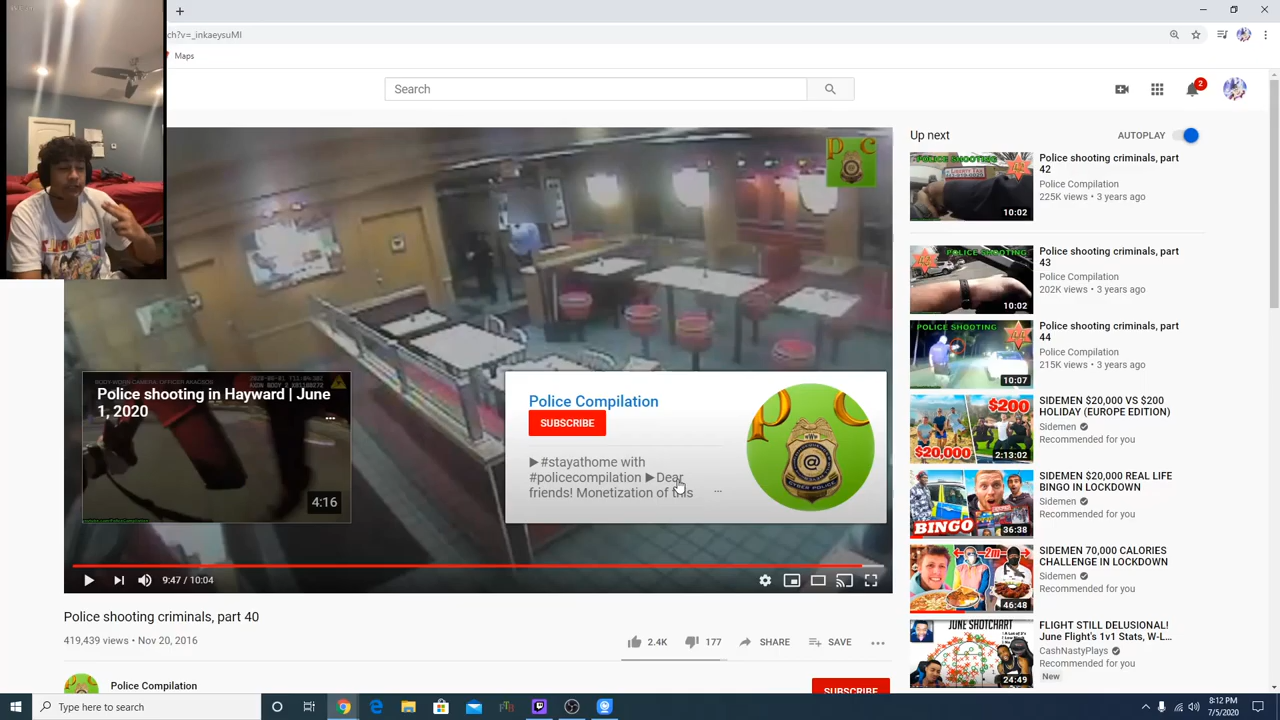 ch?v=_inkaeysuMI
Maps
Search
2
P C
Up next
AUTOPLAY
POLICE SHOOTING
10:02
Police shooting criminals, part
42
Police Compilation
225K views • 3 years ago
POLICE SHOOTING
10:02
Police shooting criminals, part
43
Police Compilation
202K views • 3 years ago
POLICE SHOOTING
10:07
Police shooting criminals, part
44
Police Compilation
215K views • 3 years ago
$200
$20,000
2:13:02
SIDEMEN $20,000 VS $200
HOLIDAY (EUROPE EDITION)
Sidemen
Recommended for you
BINGO
36:38
SIDEMEN $20,000 REAL LIFE
BINGO IN LOCKDOWN
Sidemen
Recommended for you
2m
46:48
SIDEMEN 70,000 CALORIES
CHALLENGE IN LOCKDOWN
Sidemen
Recommended for you
JUNE SHOTCHART
24:49
FLIGHT STILL DELUSIONAL!
June Flight's 1v1 Stats, W-L...
CashNastyPlays
Recommended for you
New
Police shooting in Hayward | June
1, 2020
4:16
Police Compilation
SUBSCRIBE
▶#stayathome with
#policecompilation ▶Dear
friends! Monetization of this
...
9:47 / 10:04
Police shooting criminals, part 40
419,439 views • Nov 20, 2016
2.4K
177
SHARE
SAVE
Police Compilation
SUBSCRIBE
Type here to search
8:12 PM
7/5/2020